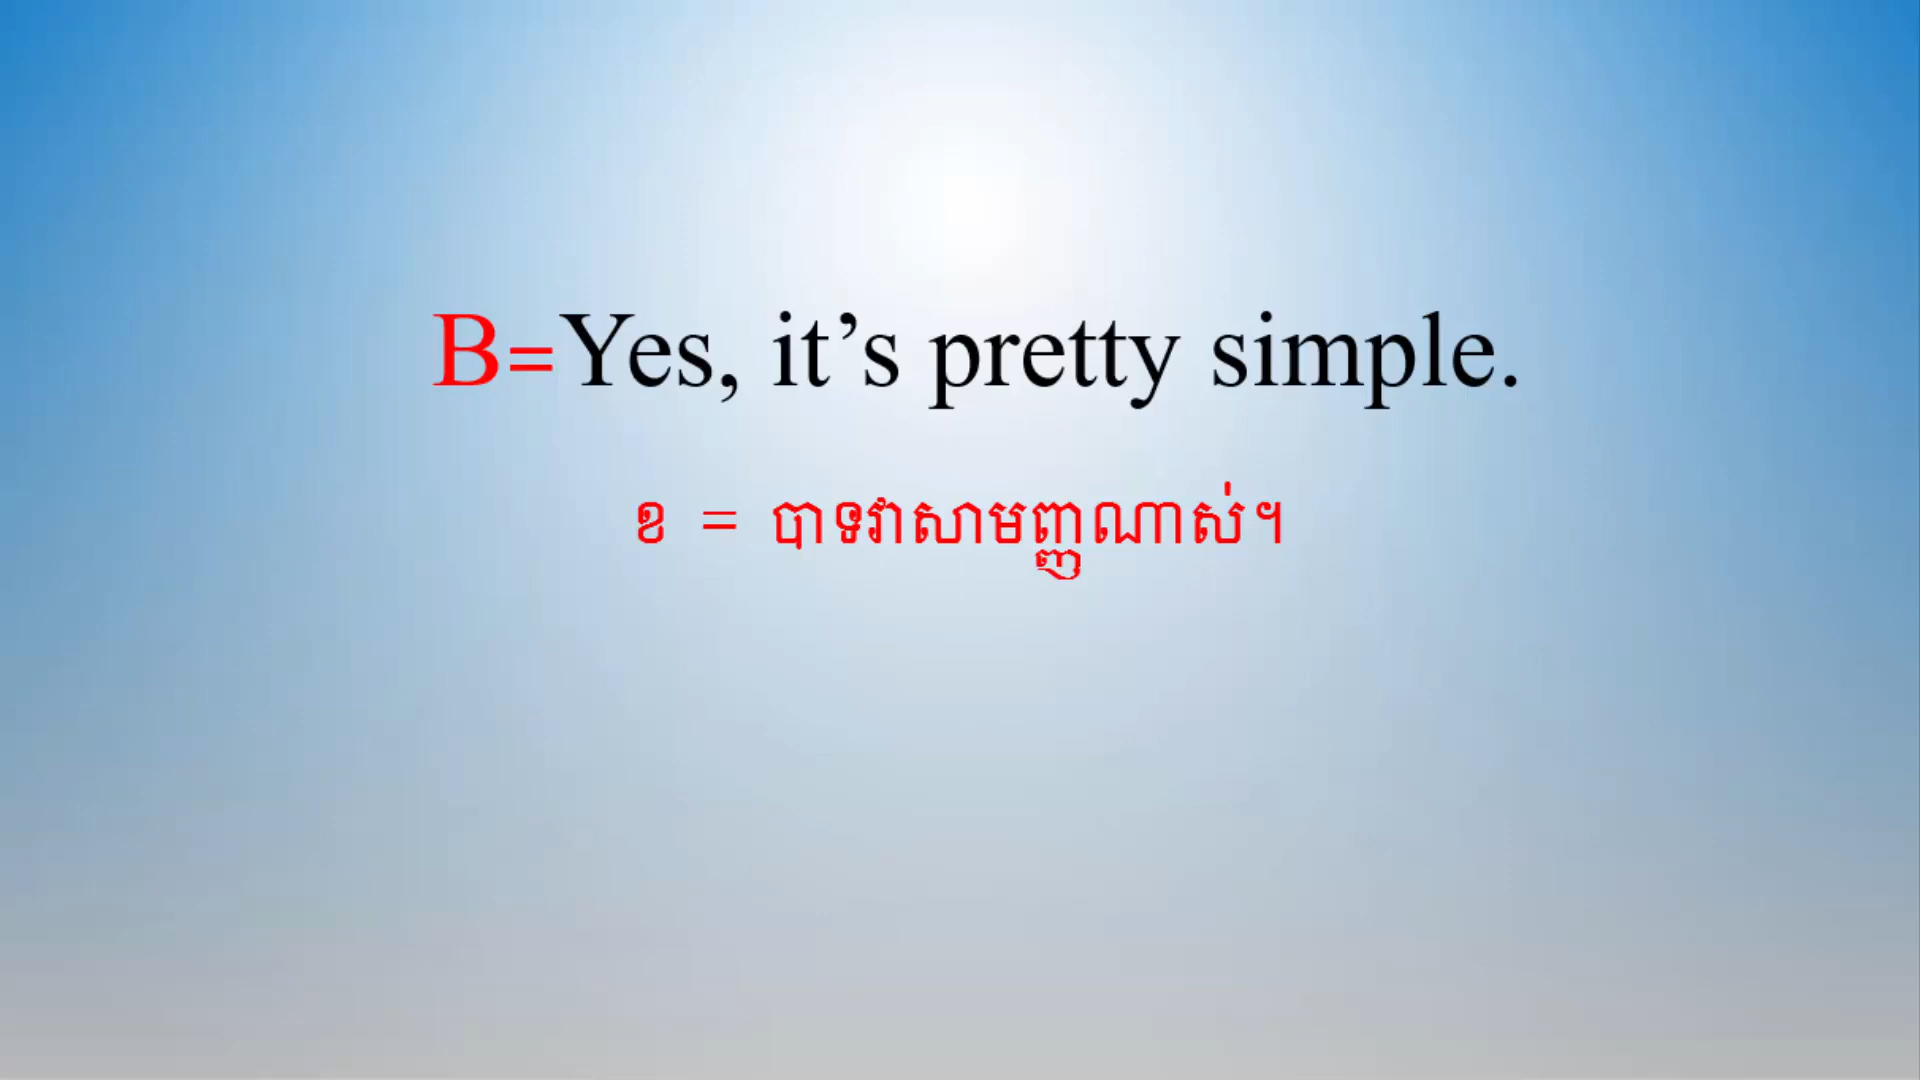 B=Yes, it’s pretty simple.
ខ = បាទវាសាមញ្ញណាស់។